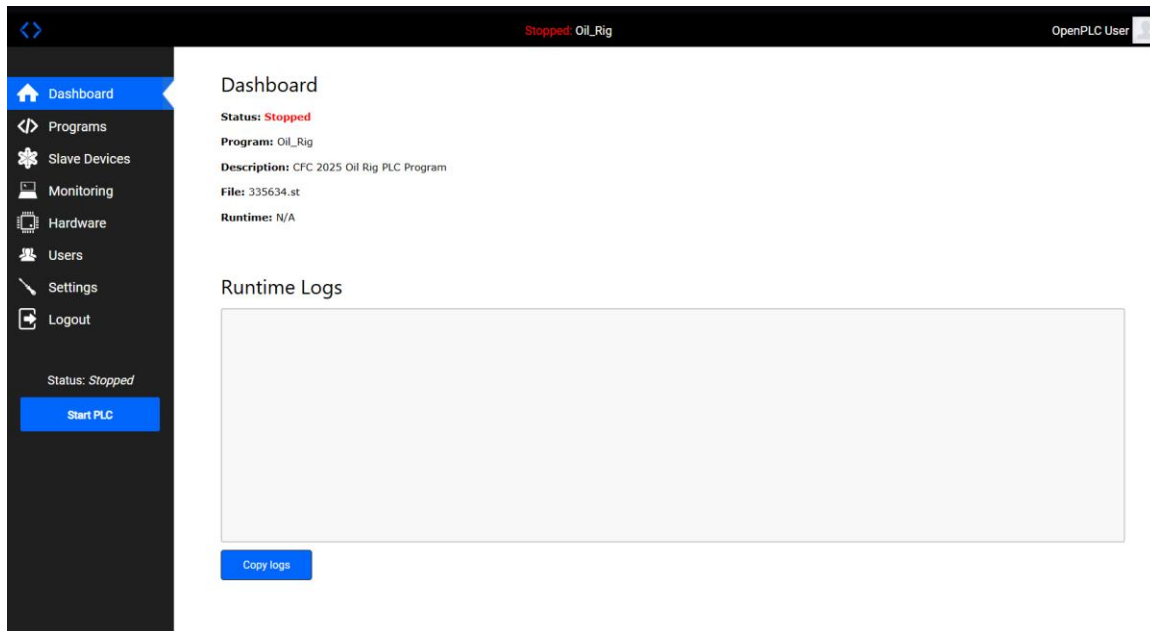 Stopped: Oil_Rig
OpenPLC User
Dashboard
Programs
Slave Devices
Monitoring
Hardware
Users
Settings
Logout
Status: Stopped
Start PLC
Dashboard
Status: Stopped
Program: Oil_Rig
Description: CFC 2025 Oil Rig PLC Program
File: 335634.st
Runtime: N/A
Runtime Logs
Copy logs